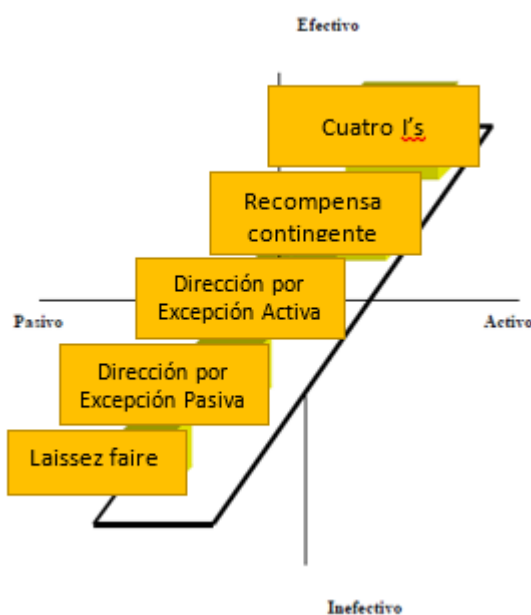 Efectivo
Cuatro I's
Recompensa
contingente
Dirección por
Excepción Activa
Pasivo
Activo
Dirección por
Excepción Pasiva
Laissez faire
Inefectivo